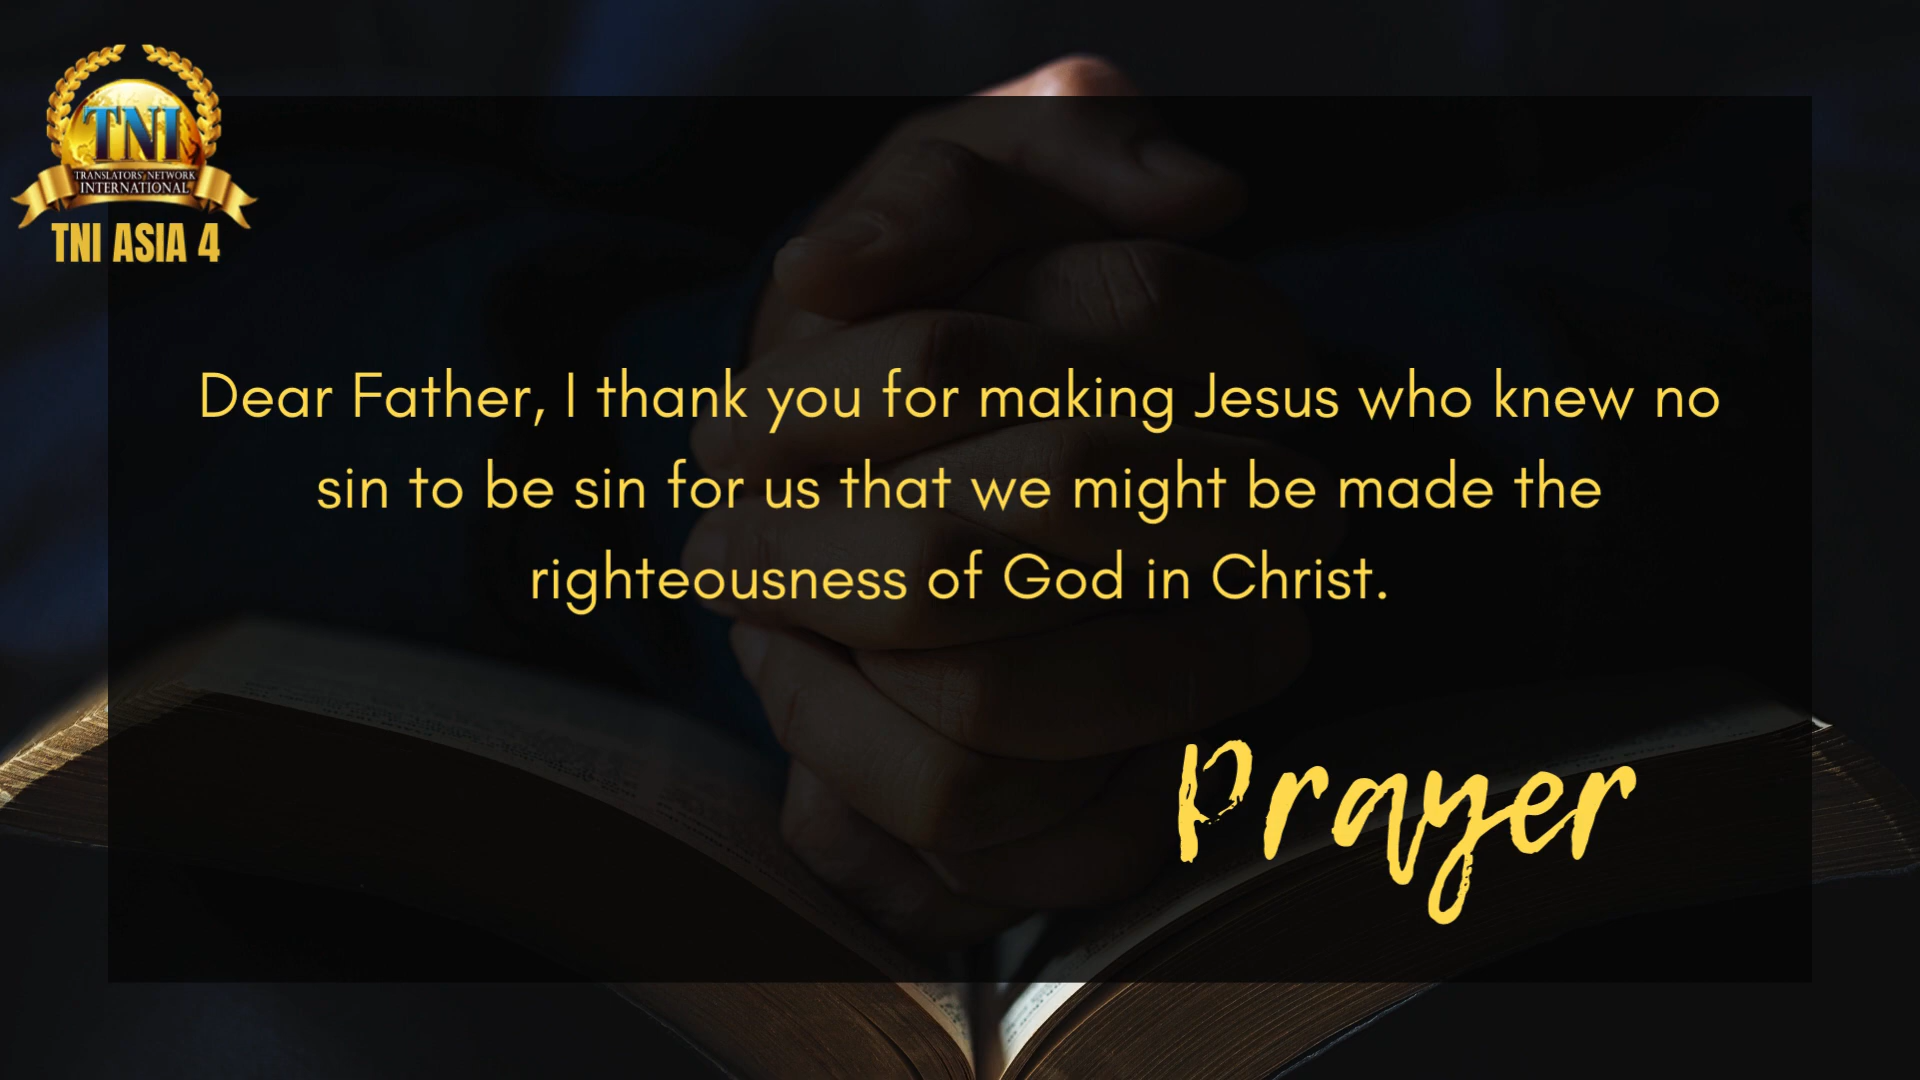 TNI
TRANSLATORS' NETWORK
INTERNATIONAL
TNI ASIA 4
Dear Father, I thank you for making Jesus who knew no
sin to be sin for us that we might be made the
righteousness of God in Christ.
Prayer